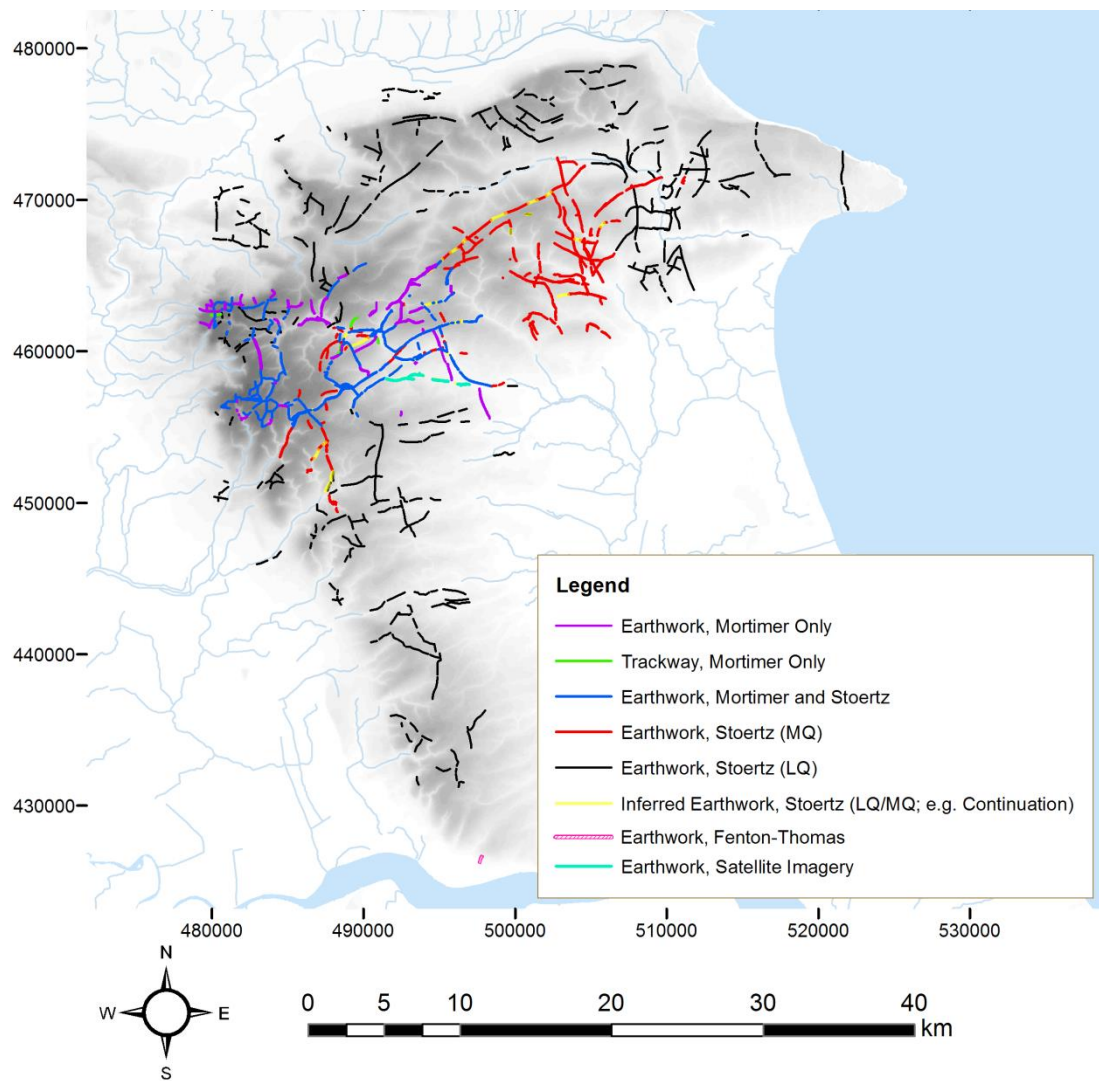 480000
470000
460000
450000
440000
430000
Legend
Earthwork, Mortimer Only
Trackway, Mortimer Only
Earthwork, Mortimer and Stoertz
Earthwork, Stoertz (MQ)
Earthwork, Stoertz (LQ)
Inferred Earthwork, Stoertz (LQ/MQ; e.g. Continuation)
Earthwork, Fenton-Thomas
Earthwork, Satellite Imagery
480000 490000 500000 510000 520000 530000
N
W E
S
0 5 10 20 30 40
km